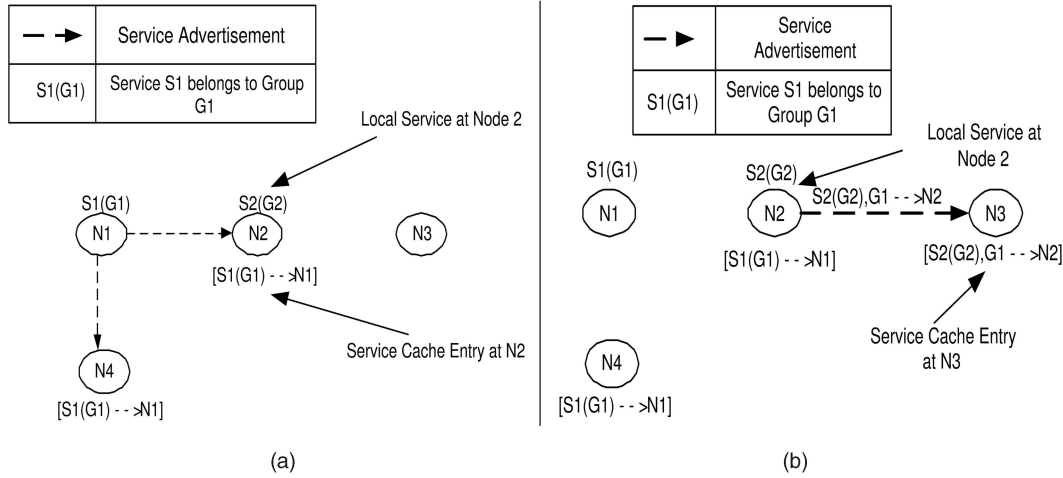 Service Advertisement
S1(G1)
Service S1 belongs to Group
G1
Local Service at Node 2
S1(G1)
S2(G2)
N1
N2
N3
[S1(G1) - ->N1]
Service Cache Entry at N2
N4
[S1(G1) - ->N1]
(a)
Service
Advertisement
S1(G1)
Service S1 belongs to
Group G1
Local Service at
Node 2
S1(G1)
S2(G2)
S2(G2),G1 - ->N2
N1
N2
N3
[S1(G1) - ->N1]
[S2(G2),G1 - ->N2]
Service Cache Entry
at N3
N4
[S1(G1) - ->N1]
(b)